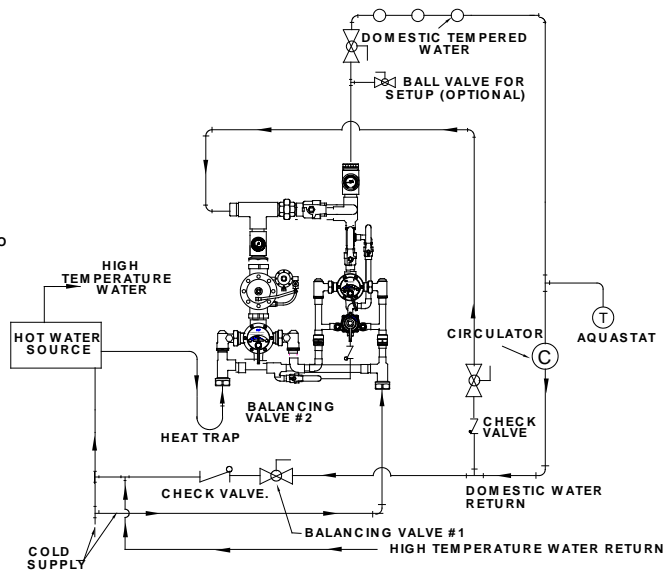 DOMESTIC TEMPERED
WATER
BALL VALVE FOR
SETUP (OPTIONAL)
O
HIGH
TEMPERATURE
WATER
HOT WATER
SOURCE
CIRCULATOR
C
T
AQUASTAT
BALANCING
VALVE #2
HEAT TRAP
CHECK
VALVE
CHECK VALVE.
DOMESTIC WATER
RETURN
BALANCING VALVE #1
HIGH TEMPERATURE WATER RETURN
COLD
SUPPLY